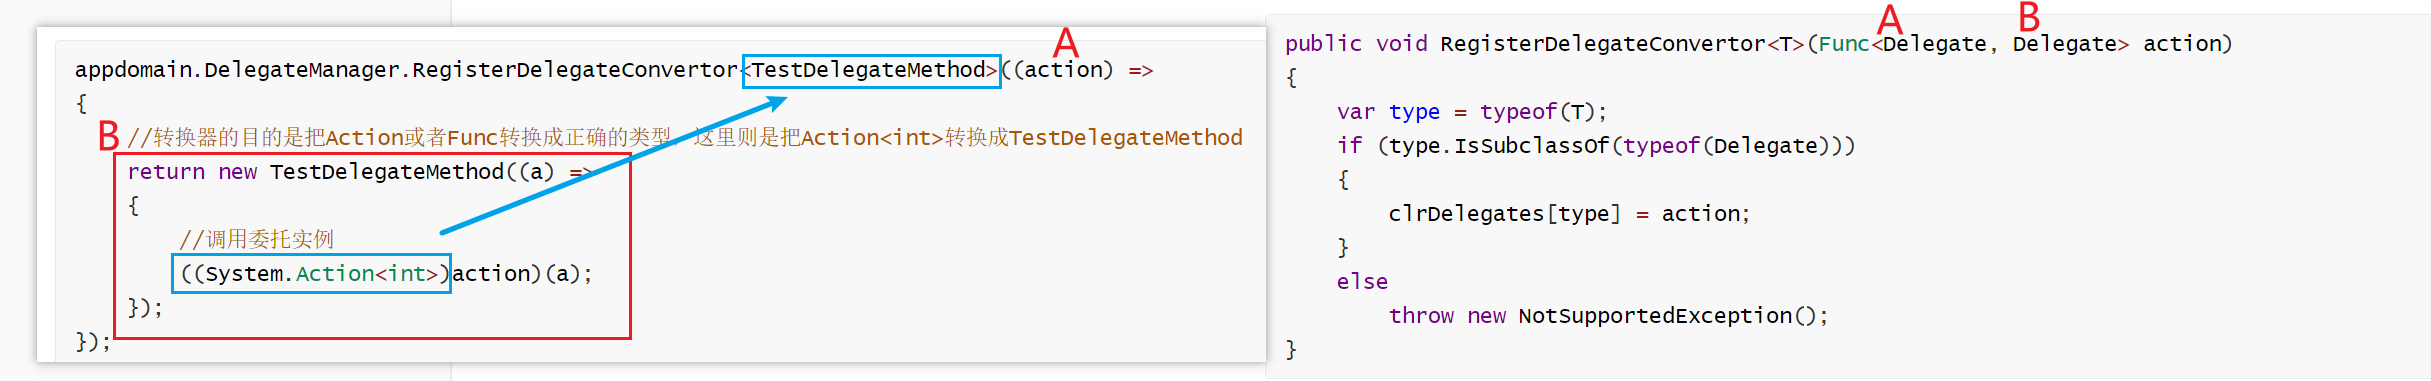 A
appdomain.DelegateManager.RegisterDelegateConvertor<TestDelegateMethod>((action) =>
{
B
//转换器的目的是把Action或者Func转换成正确的类型，这里则是把Action<int>转换成TestDelegateMethod
return new TestDelegateMethod((a) =>
{
//调用委托实例
((System.Action<int>)action)(a);
});
});
A B
public void RegisterDelegateConvertor<T>(Func<Delegate, Delegate> action)
{
var type = typeof(T);
if (type.IsSubclassOf(typeof(Delegate)))
{
clrDelegates[type] = action;
}
else
throw new NotSupportedException();
}